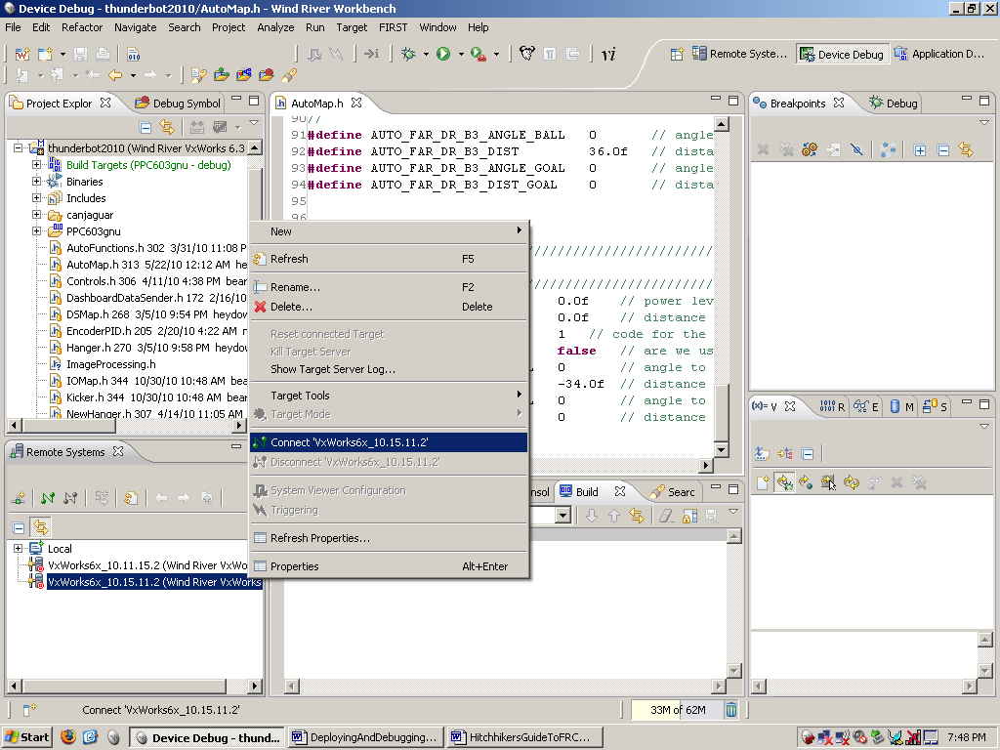 Device Debug - thunderbot2010/AutoMap.h - Wind River Workbench
File Edit Refactor Navigate Search Project Analyze Run Target FIRST Window Help
Remote Syste... Device Debug Application D...
Project Explor
Debug Symbol
thunderbot2010 (Wind River VxWorks 6.3
Build Targets (PPC603gnu - debug)
Binaries
Includes
canjaguar
PPC603gnu
AutoFunctions.h 302 3/31/10 11:08 P
AutoMap.h 313 5/22/10 12:12 AM he
Controls.h 306 4/11/10 4:38 PM bear
DashboardDataSender.h 172 2/16/10
DSMap.h 268 3/5/10 9:54 PM heydow
EncoderPID.h 205 2/20/10 4:22 AM
Hanger.h 270 3/5/10 9:58 PM heydou
ImageProcessing.h
IOMap.h 344 10/30/10 10:48 AM bear
Kicker.h 344 10/30/10 10:48 AM bear
NewHanger.h 307 4/14/10 11:05 AM
AutoMap.h
90 //
91 #define AUTO_FAR_DR_B3_ANGLE_BALL 0 // angle
92 #define AUTO_FAR_DR_B3_DIST 36.0f // dista
93 #define AUTO_FAR_DR_B3_ANGLE_GOAL 0 // angle
94 #define AUTO_FAR_DR_B3_DIST_GOAL 0 // dista
95
96
///////////////////////
///////////////////////
0.0f // power lev
0.0f // distance
1 // code for the
false // are we us
0 // angle to
-34.0f // distance
0 // angle to
0 // distance
New
Refresh F5
Rename... F2
Delete... Delete
Reset connected Target
Kill Target Server
Show Target Server Log...
Target Tools
Target Mode
Connect 'VxWorks6x_10.15.11.2'
Disconnect 'VxWorks6x_10.15.11.2'
System Viewer Configuration
Triggering
Refresh Properties...
Properties Alt+Enter
Remote Systems
Local
VxWorks6x_10.11.15.2 (Wind River VxWo
VxWorks6x_10.15.11.2 (Wind River VxWorks
nsol Build Searc
Breakpoints Debug
(x)= V R E M S
Connect 'VxWorks6x_10.15.11.2'
33M of 62M
Start Device Debug - thund... DeployingAndDebugging... HitchhikersGuideToFRC... 7:48 PM